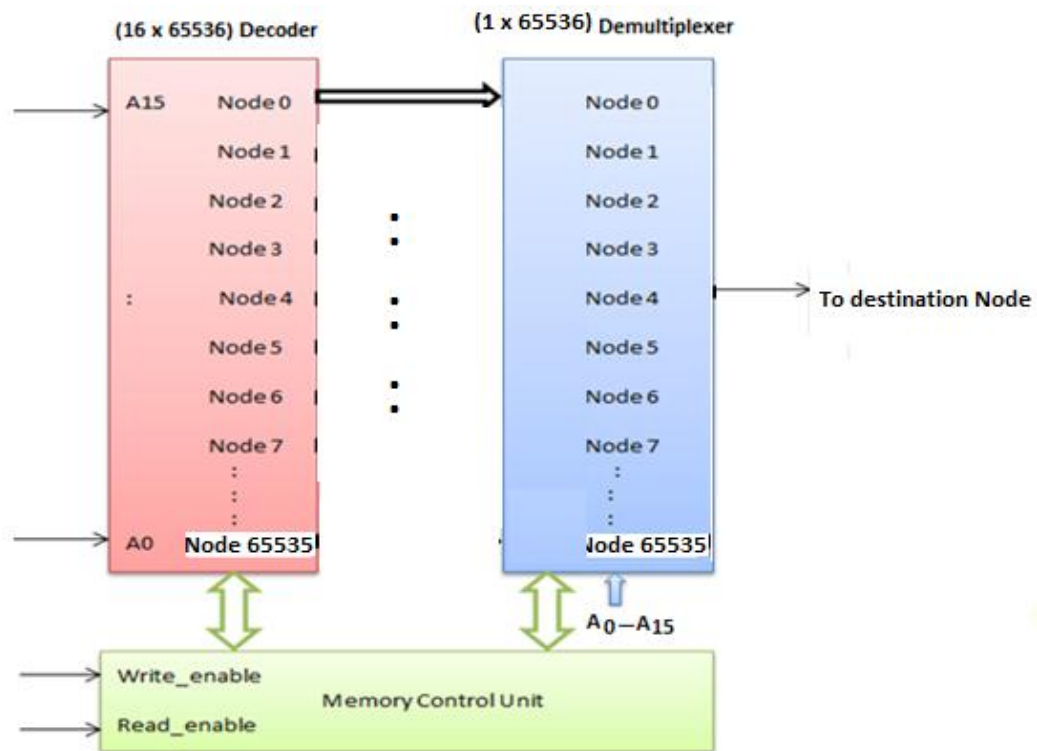 (16 x 65536) Decoder
(1 x 65536) Demultiplexer
A15
Node 0
Node 1
Node 2
Node 3
:
Node 4
Node 5
Node 6
Node 7
:
:
:
A0
Node 65535
:
:
:
Node 0
Node 1
Node 2
Node 3
Node 4
Node 5
Node 6
Node 7
:
:
:
Node 65535
To destination Node
A0–A15
Write_enable
Memory Control Unit
Read_enable